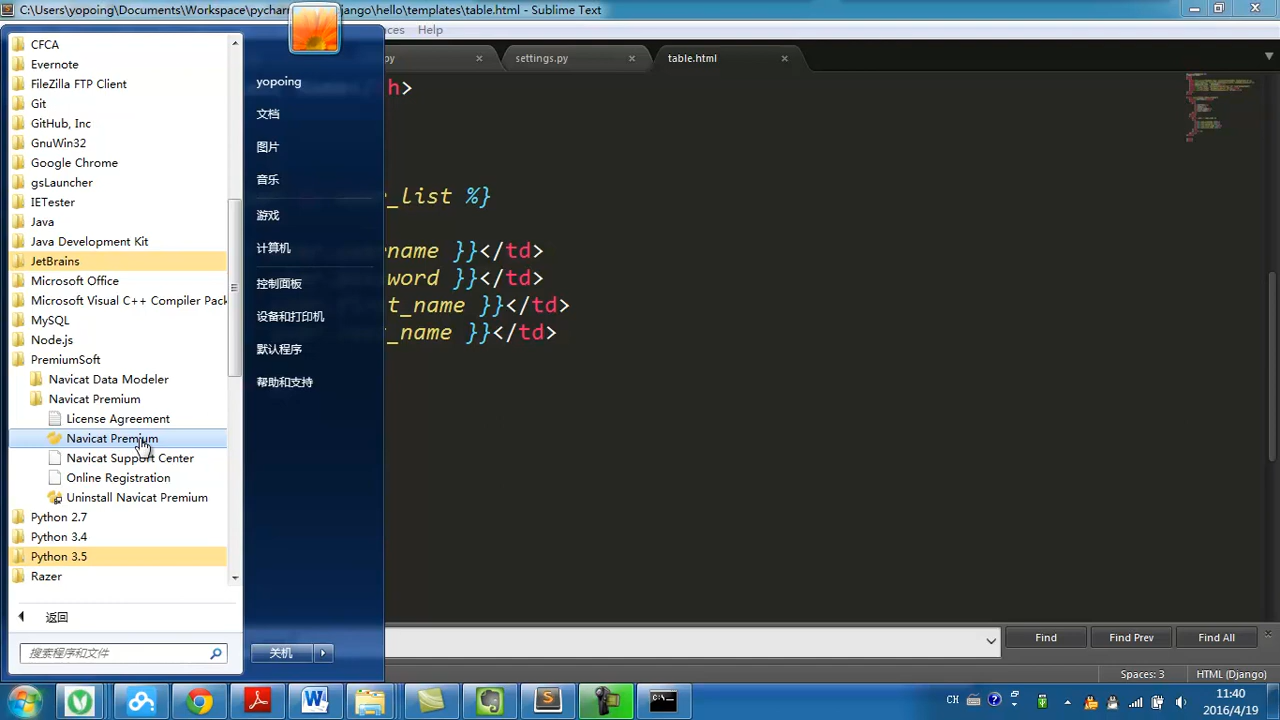 C:\Users\yopoing\Documents\Workspace\pycharm
jango\hello\templates\table.html - Sublime Text
Help
settings.py
table.html
h>
_list %}
name }}</td>
word }}</td>
t_name }}</td>
_name }}</td>
CFCA
Evernote
FileZilla FTP Client
Git
GitHub, Inc
GnuWin32
Google Chrome
gsLauncher
IETester
Java
Java Development Kit
JetBrains
Microsoft Office
Microsoft Visual C++ Compiler Pack
MySQL
Node.js
PremiumSoft
Navicat Data Modeler
Navicat Premium
License Agreement
Navicat Premium
Navicat Support Center
Online Registration
Uninstall Navicat Premium
Python 2.7
Python 3.4
Python 3.5
Razer
返回
搜索程序和文件
yopoing
文档
图片
音乐
游戏
计算机
控制面板
设备和打印机
默认程序
帮助和支持
关机
Find
Find Prev
Find All
Spaces: 3
HTML (Django)
CH
11:40
2016/4/19